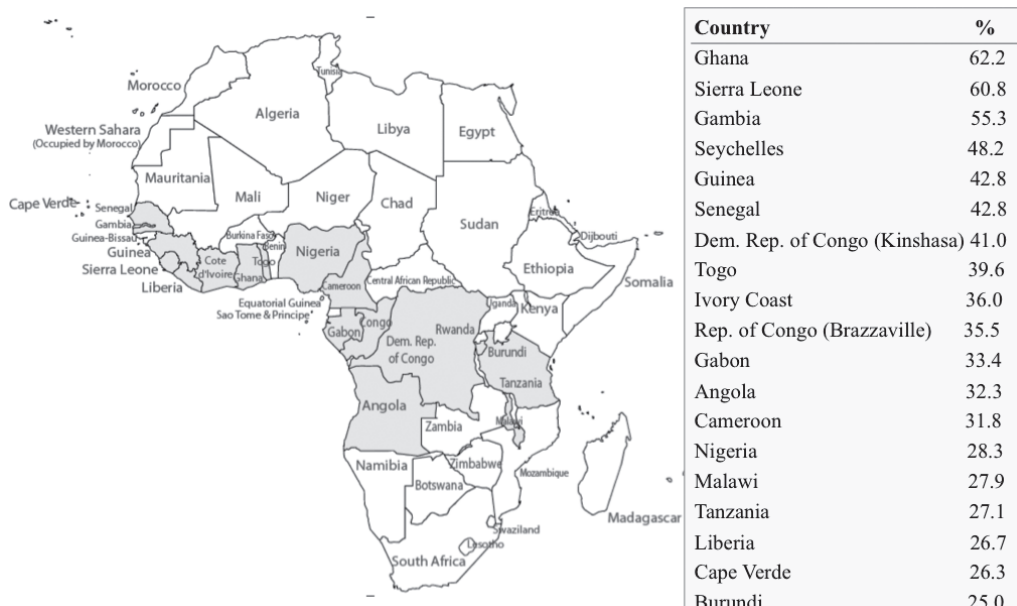 Tunisia
Morocco
Algeria
Libya
Egypt
Western Sahara
(Occupied by Morocco)
Mauritania
Mali
Niger
Chad
Sudan
Eritrea
Cape Verde
Senegal
Gambia
Guinea-Bissau
Guinea
Sierra Leone
Liberia
Burkina Faso
Benin
Togo
Cote
d'Ivoire
Ghana
Nigeria
Djibouti
Ethiopia
Somalia
Cameroon
Central African Republic
Equatorial Guinea
Sao Tome & Principe
Uganda
Kenya
Gabon
Congo
Dem. Rep.
of Congo
Rwanda
Burundi
Tanzania
Angola
Zambia
Malawi
Namibia
Zimbabwe
Botswana
Mozambique
Madagascar
Swaziland
Lesotho
South Africa
Country %
Ghana 62.2
Sierra Leone 60.8
Gambia 55.3
Seychelles 48.2
Guinea 42.8
Senegal 42.8
Dem. Rep. of Congo (Kinshasa) 41.0
Togo 39.6
Ivory Coast 36.0
Rep. of Congo (Brazzaville) 35.5
Gabon 33.4
Angola 32.3
Cameroon 31.8
Nigeria 28.3
Malawi 27.9
Tanzania 27.1
Liberia 26.7
Cape Verde 26.3
Burundi 25.0